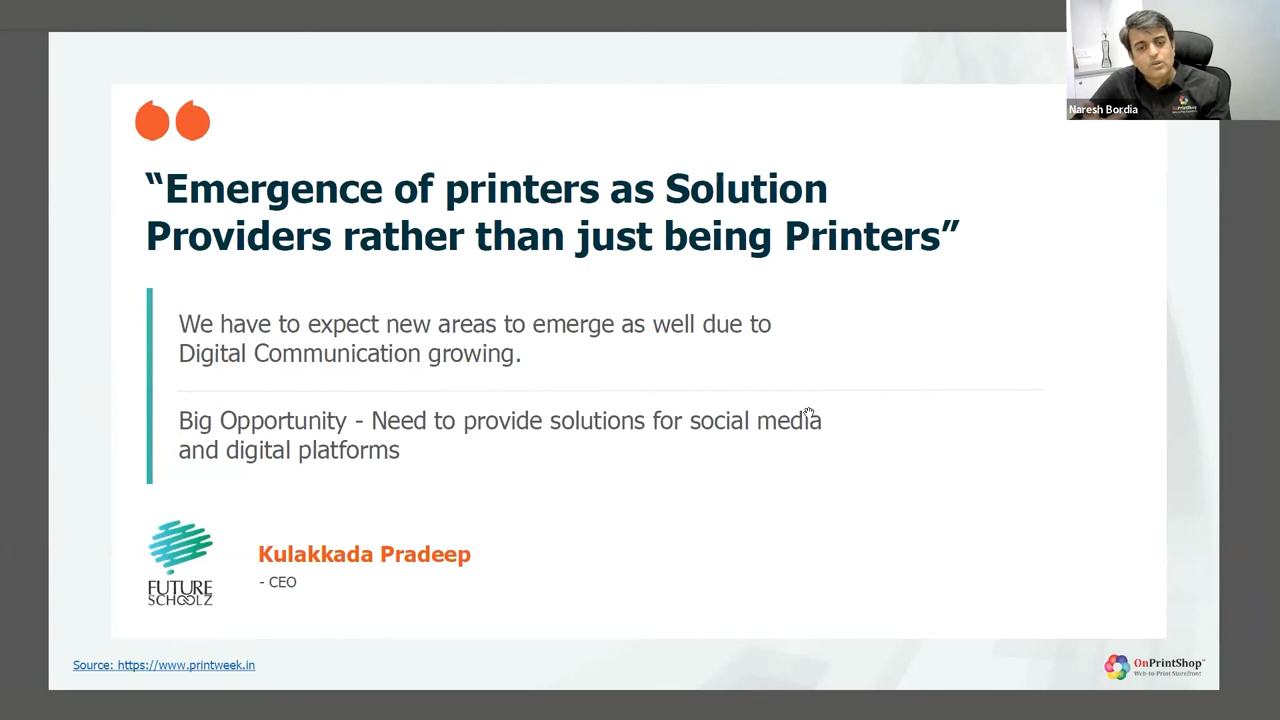 Naresh Bordia
“Emergence of printers as Solution
Providers rather than just being Printers”
We have to expect new areas to emerge as well due to
Digital Communication growing.
Big Opportunity - Need to provide solutions for social media
and digital platforms
FUTURE
SCHOOLZ
Kulakkada Pradeep
- CEO
Source: https://www.printweek.in
OnPrintShop™
Web-to-Print Storefront